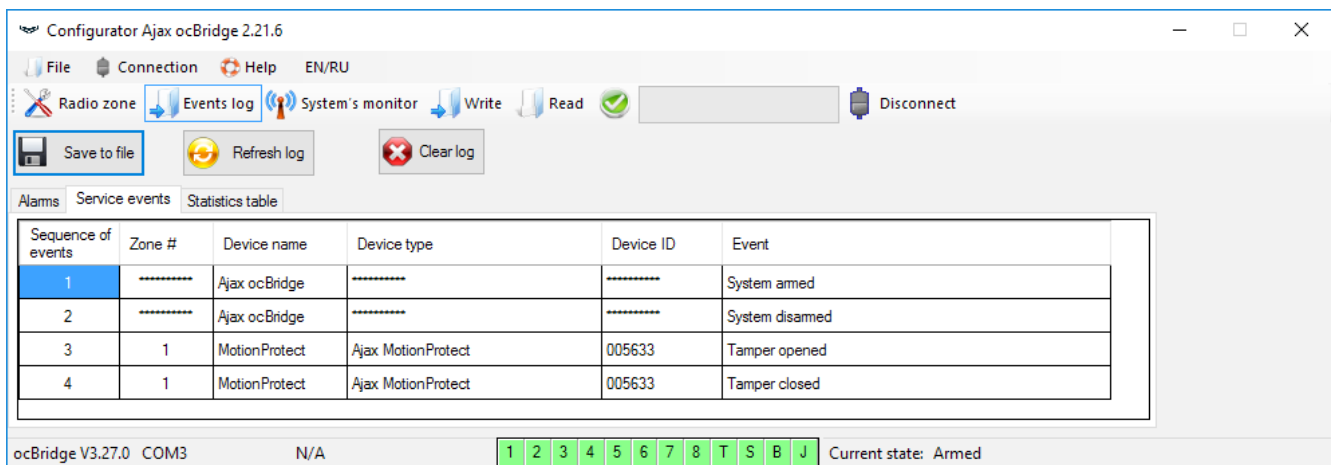 Configurator Ajax ocBridge 2.21.6
File Connection Help EN/RU
Radio zone Events log System's monitor Write Read Disconnect
Save to file Refresh log Clear log
Alarms Service events Statistics table
Sequence of events Zone # Device name Device type Device ID Event
1 ********** Ajax ocBridge ********** ********** System armed
2 ********** Ajax ocBridge ********** ********** System disarmed
3 1 MotionProtect Ajax MotionProtect 005633 Tamper opened
4 1 MotionProtect Ajax MotionProtect 005633 Tamper closed
ocBridge V3.27.0 COM3 N/A 1 2 3 4 5 6 7 8 T S B J Current state: Armed